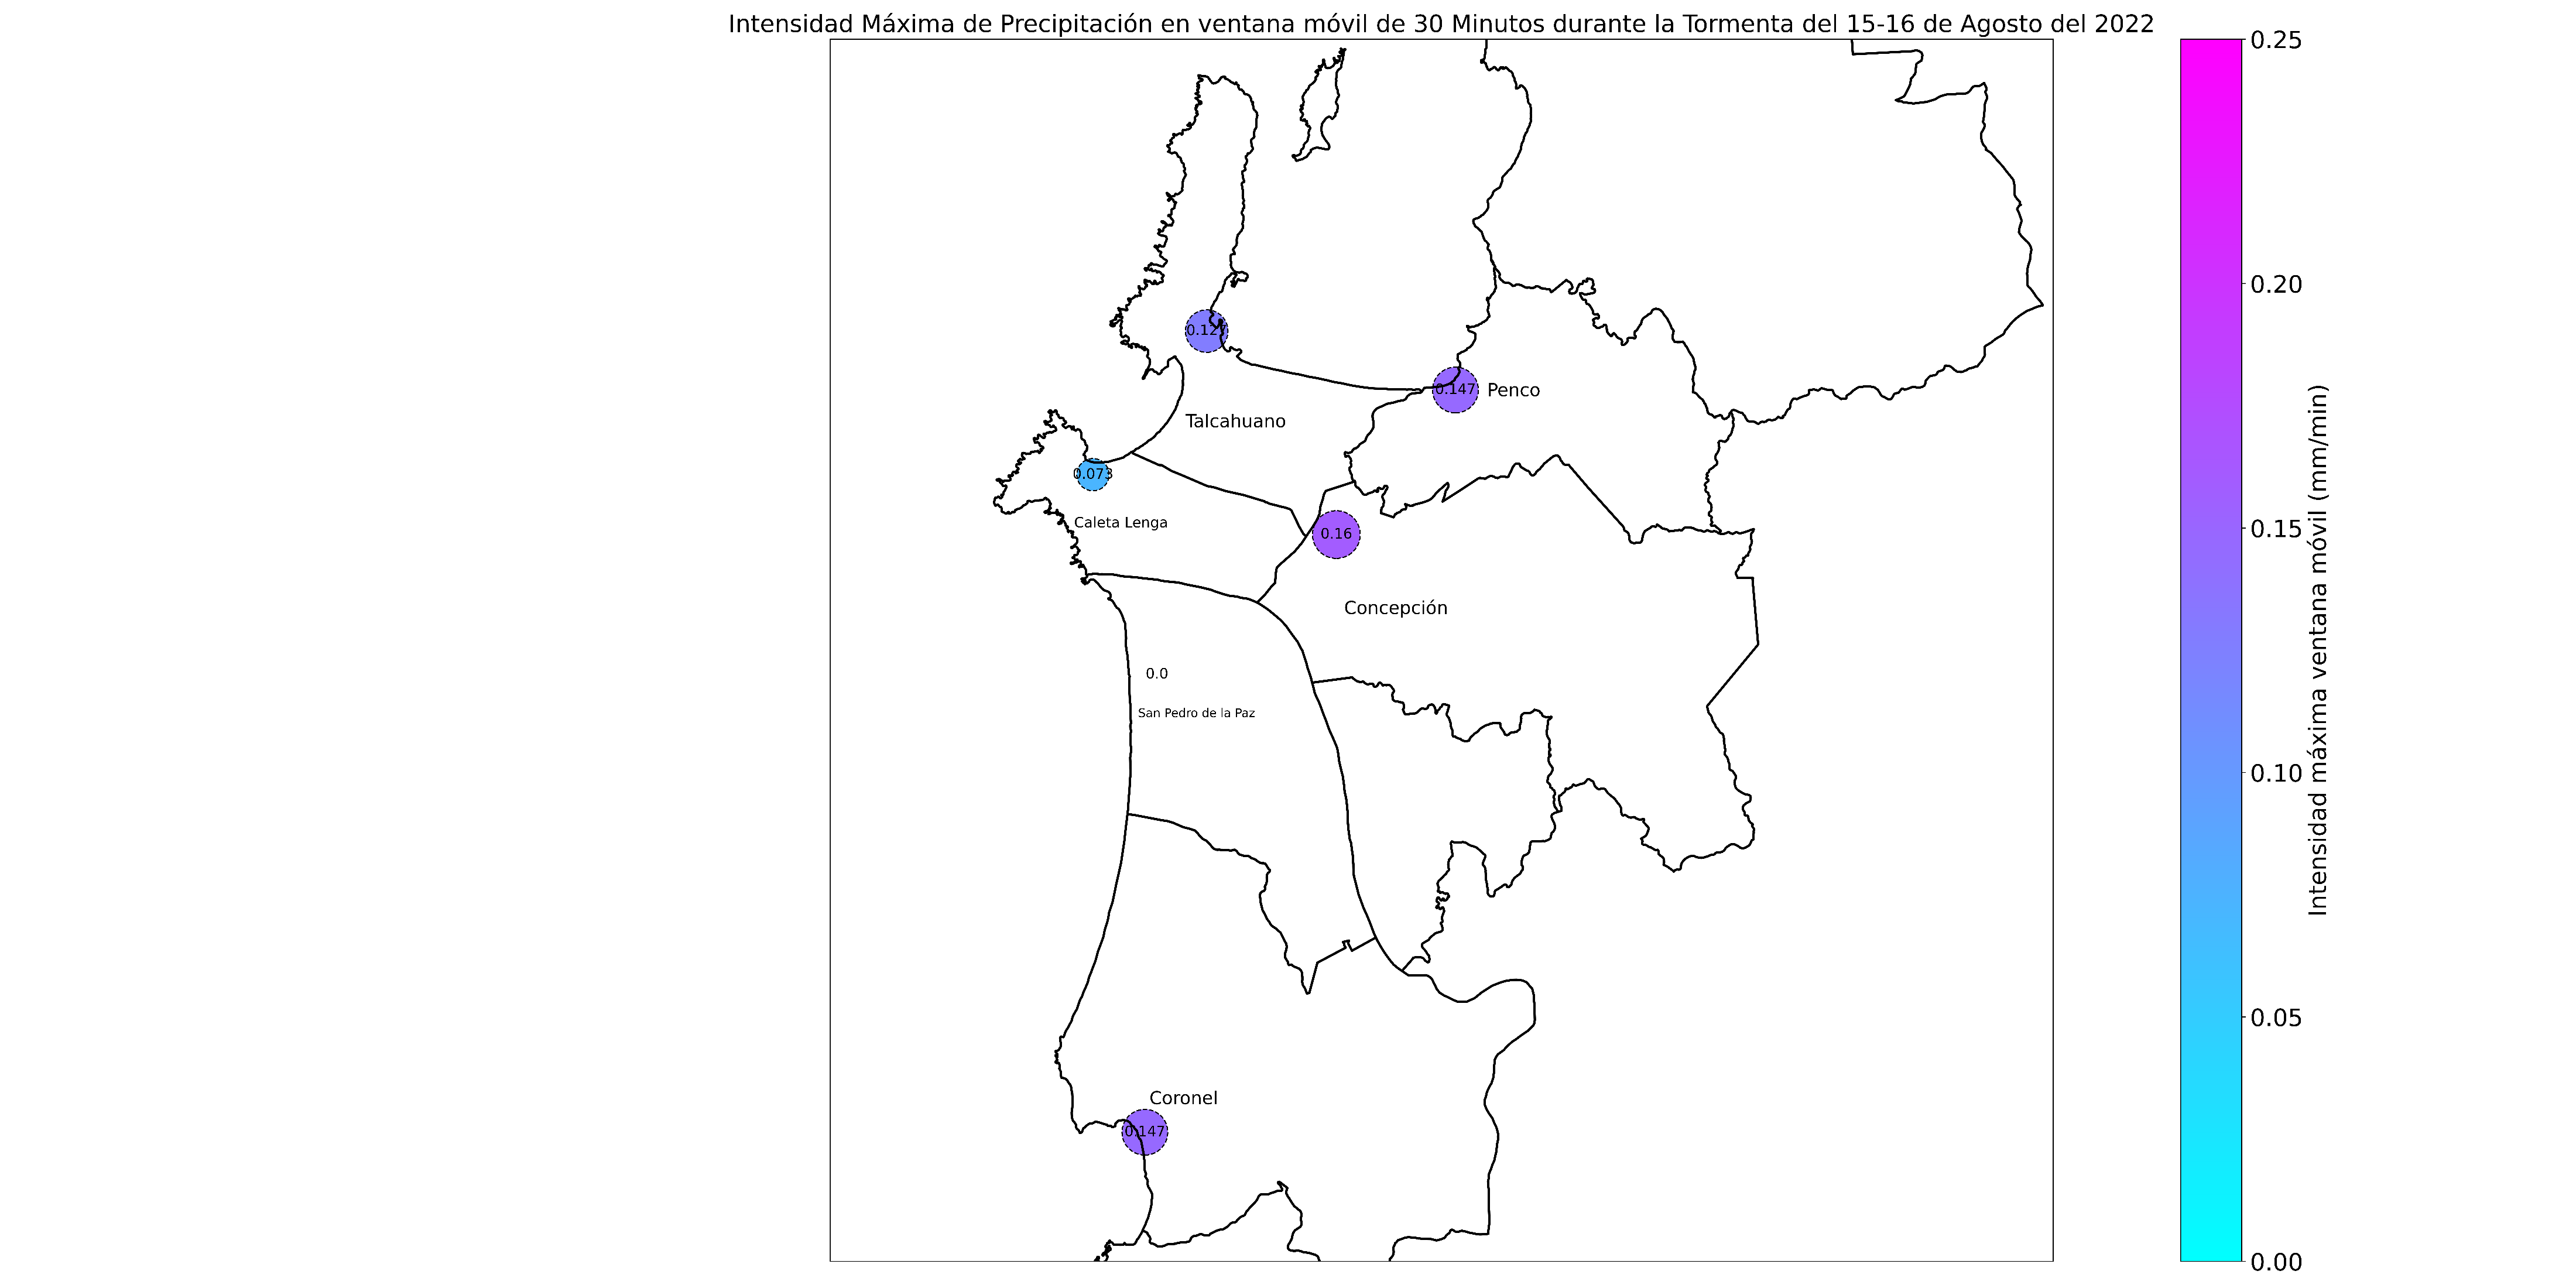 Intensidad Máxima de Precipitación en ventana móvil de 30 Minutos durante la Tormenta del 15-16 de Agosto del 2022
0.25
0.20
0.147
Penco
Talcahuano
0.073
Caleta Lenga
0.15
0.16
Concepción
0.0
San Pedro de la Paz
0.10
0.05
Coronel
0.147
0.00
Intensidad máxima ventana móvil (mm/min)